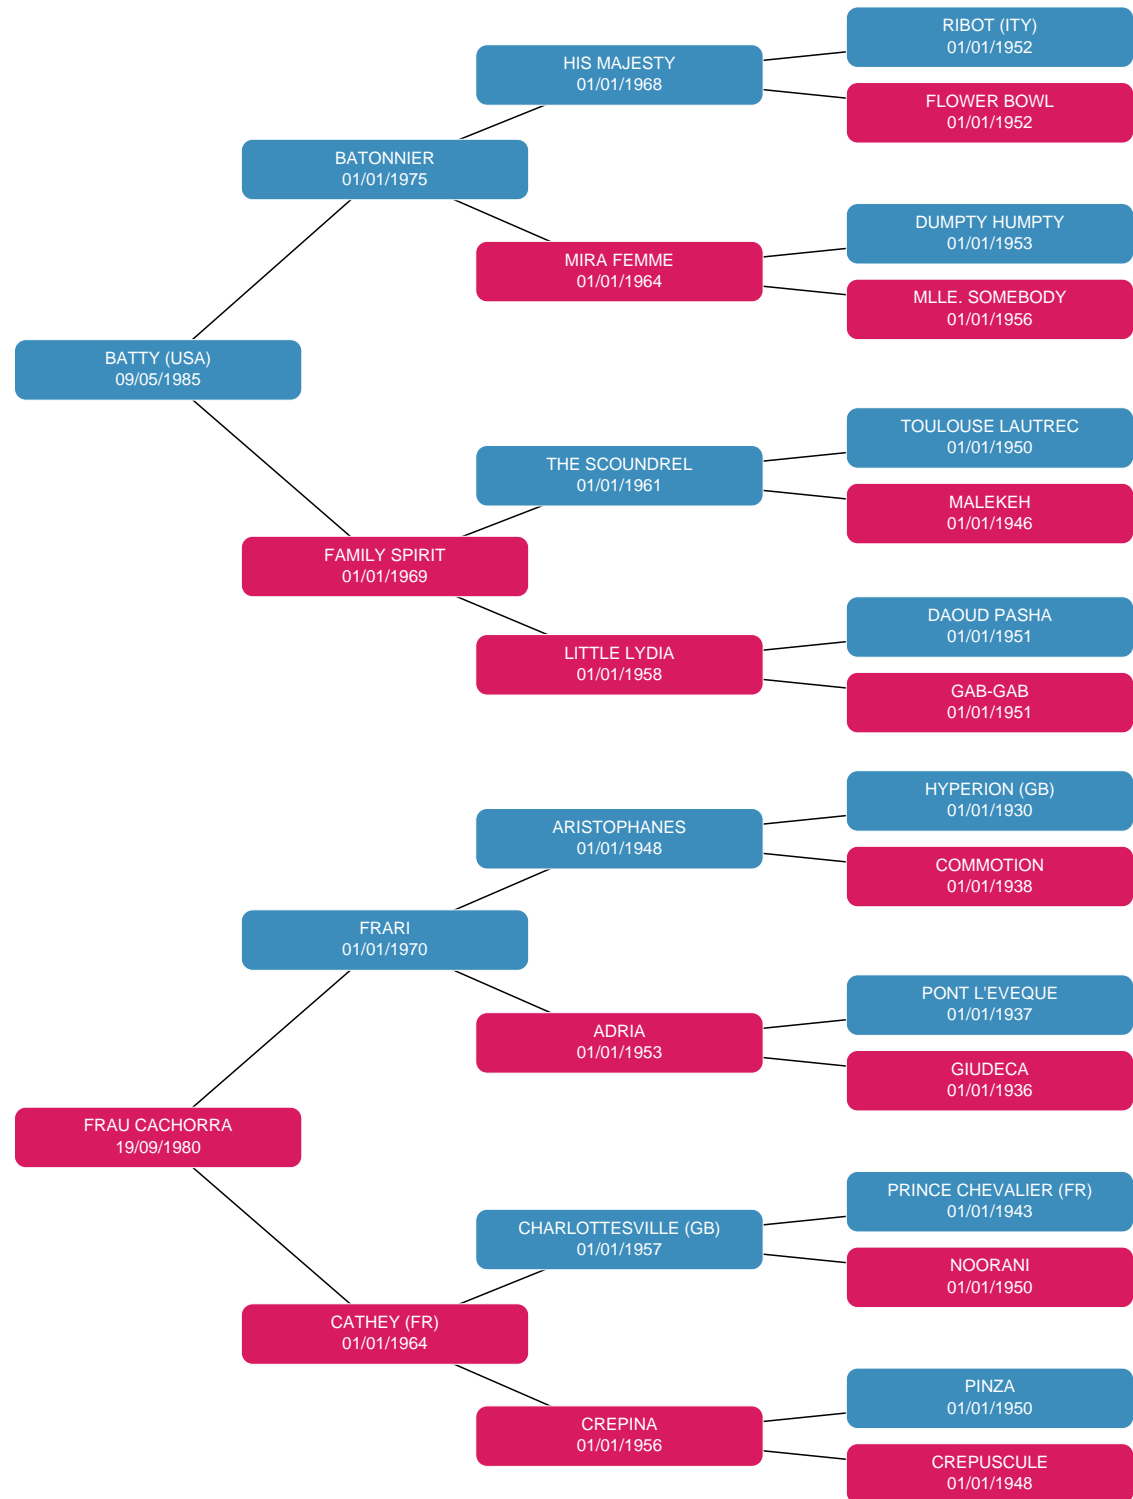 RIBOT (ITY)
01/01/1952
HIS MAJESTY
01/01/1968
FLOWER BOWL
01/01/1952
BATONNIER
01/01/1975
DUMPTY HUMPTY
01/01/1953
MIRA FEMME
01/01/1964
MLLE. SOMEBODY
01/01/1956
BATTY (USA)
09/05/1985
TOULOUSE LAUTREC
01/01/1950
THE SCOUNDREL
01/01/1961
MALEKEH
01/01/1946
FAMILY SPIRIT
01/01/1969
DAOUD PASHA
01/01/1951
LITTLE LYDIA
01/01/1958
GAB-GAB
01/01/1951
HYPERION (GB)
01/01/1930
ARISTOPHANES
01/01/1948
COMMOTION
01/01/1938
FRARI
01/01/1970
PONT L'EVEQUE
01/01/1937
ADRIA
01/01/1953
GIUDECA
01/01/1936
FRAU CACHORRA
19/09/1980
PRINCE CHEVALIER (FR)
01/01/1943
CHARLOTTESVILLE (GB)
01/01/1957
NOORANI
01/01/1950
CATHEY (FR)
01/01/1964
PINZA
01/01/1950
CREPINA
01/01/1956
CREPUSCULE
01/01/1948